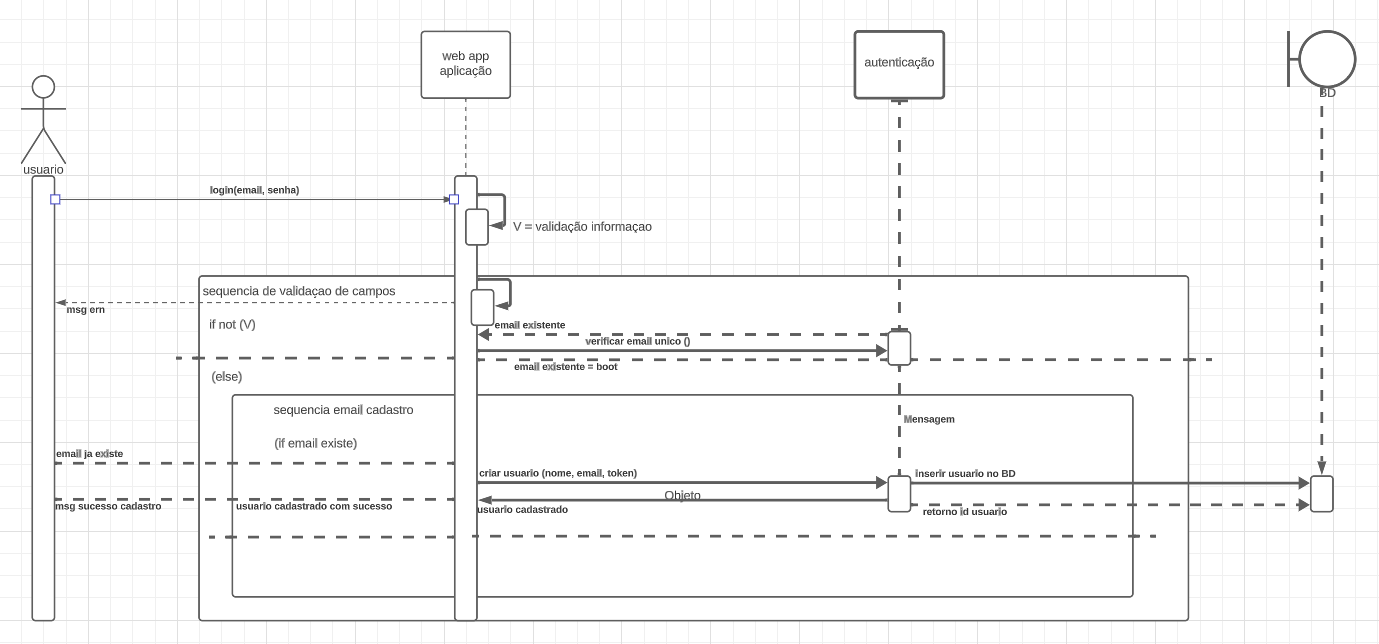 web app
aplicação
autenticação
BD
usuario
login(email, senha)
V = validação informaçao
sequencia de validaçao de campos
msg ern
if not (V)
email existente
verificar email unico ()
email existente = boot
(else)
sequencia email cadastro
Mensagem
(if email existe)
email ja existe
criar usuario (nome, email, token)
inserir usuario no BD
Objeto
msg sucesso cadastro
usuario cadastrado com sucesso
usuario cadastrado
retorno id usuario